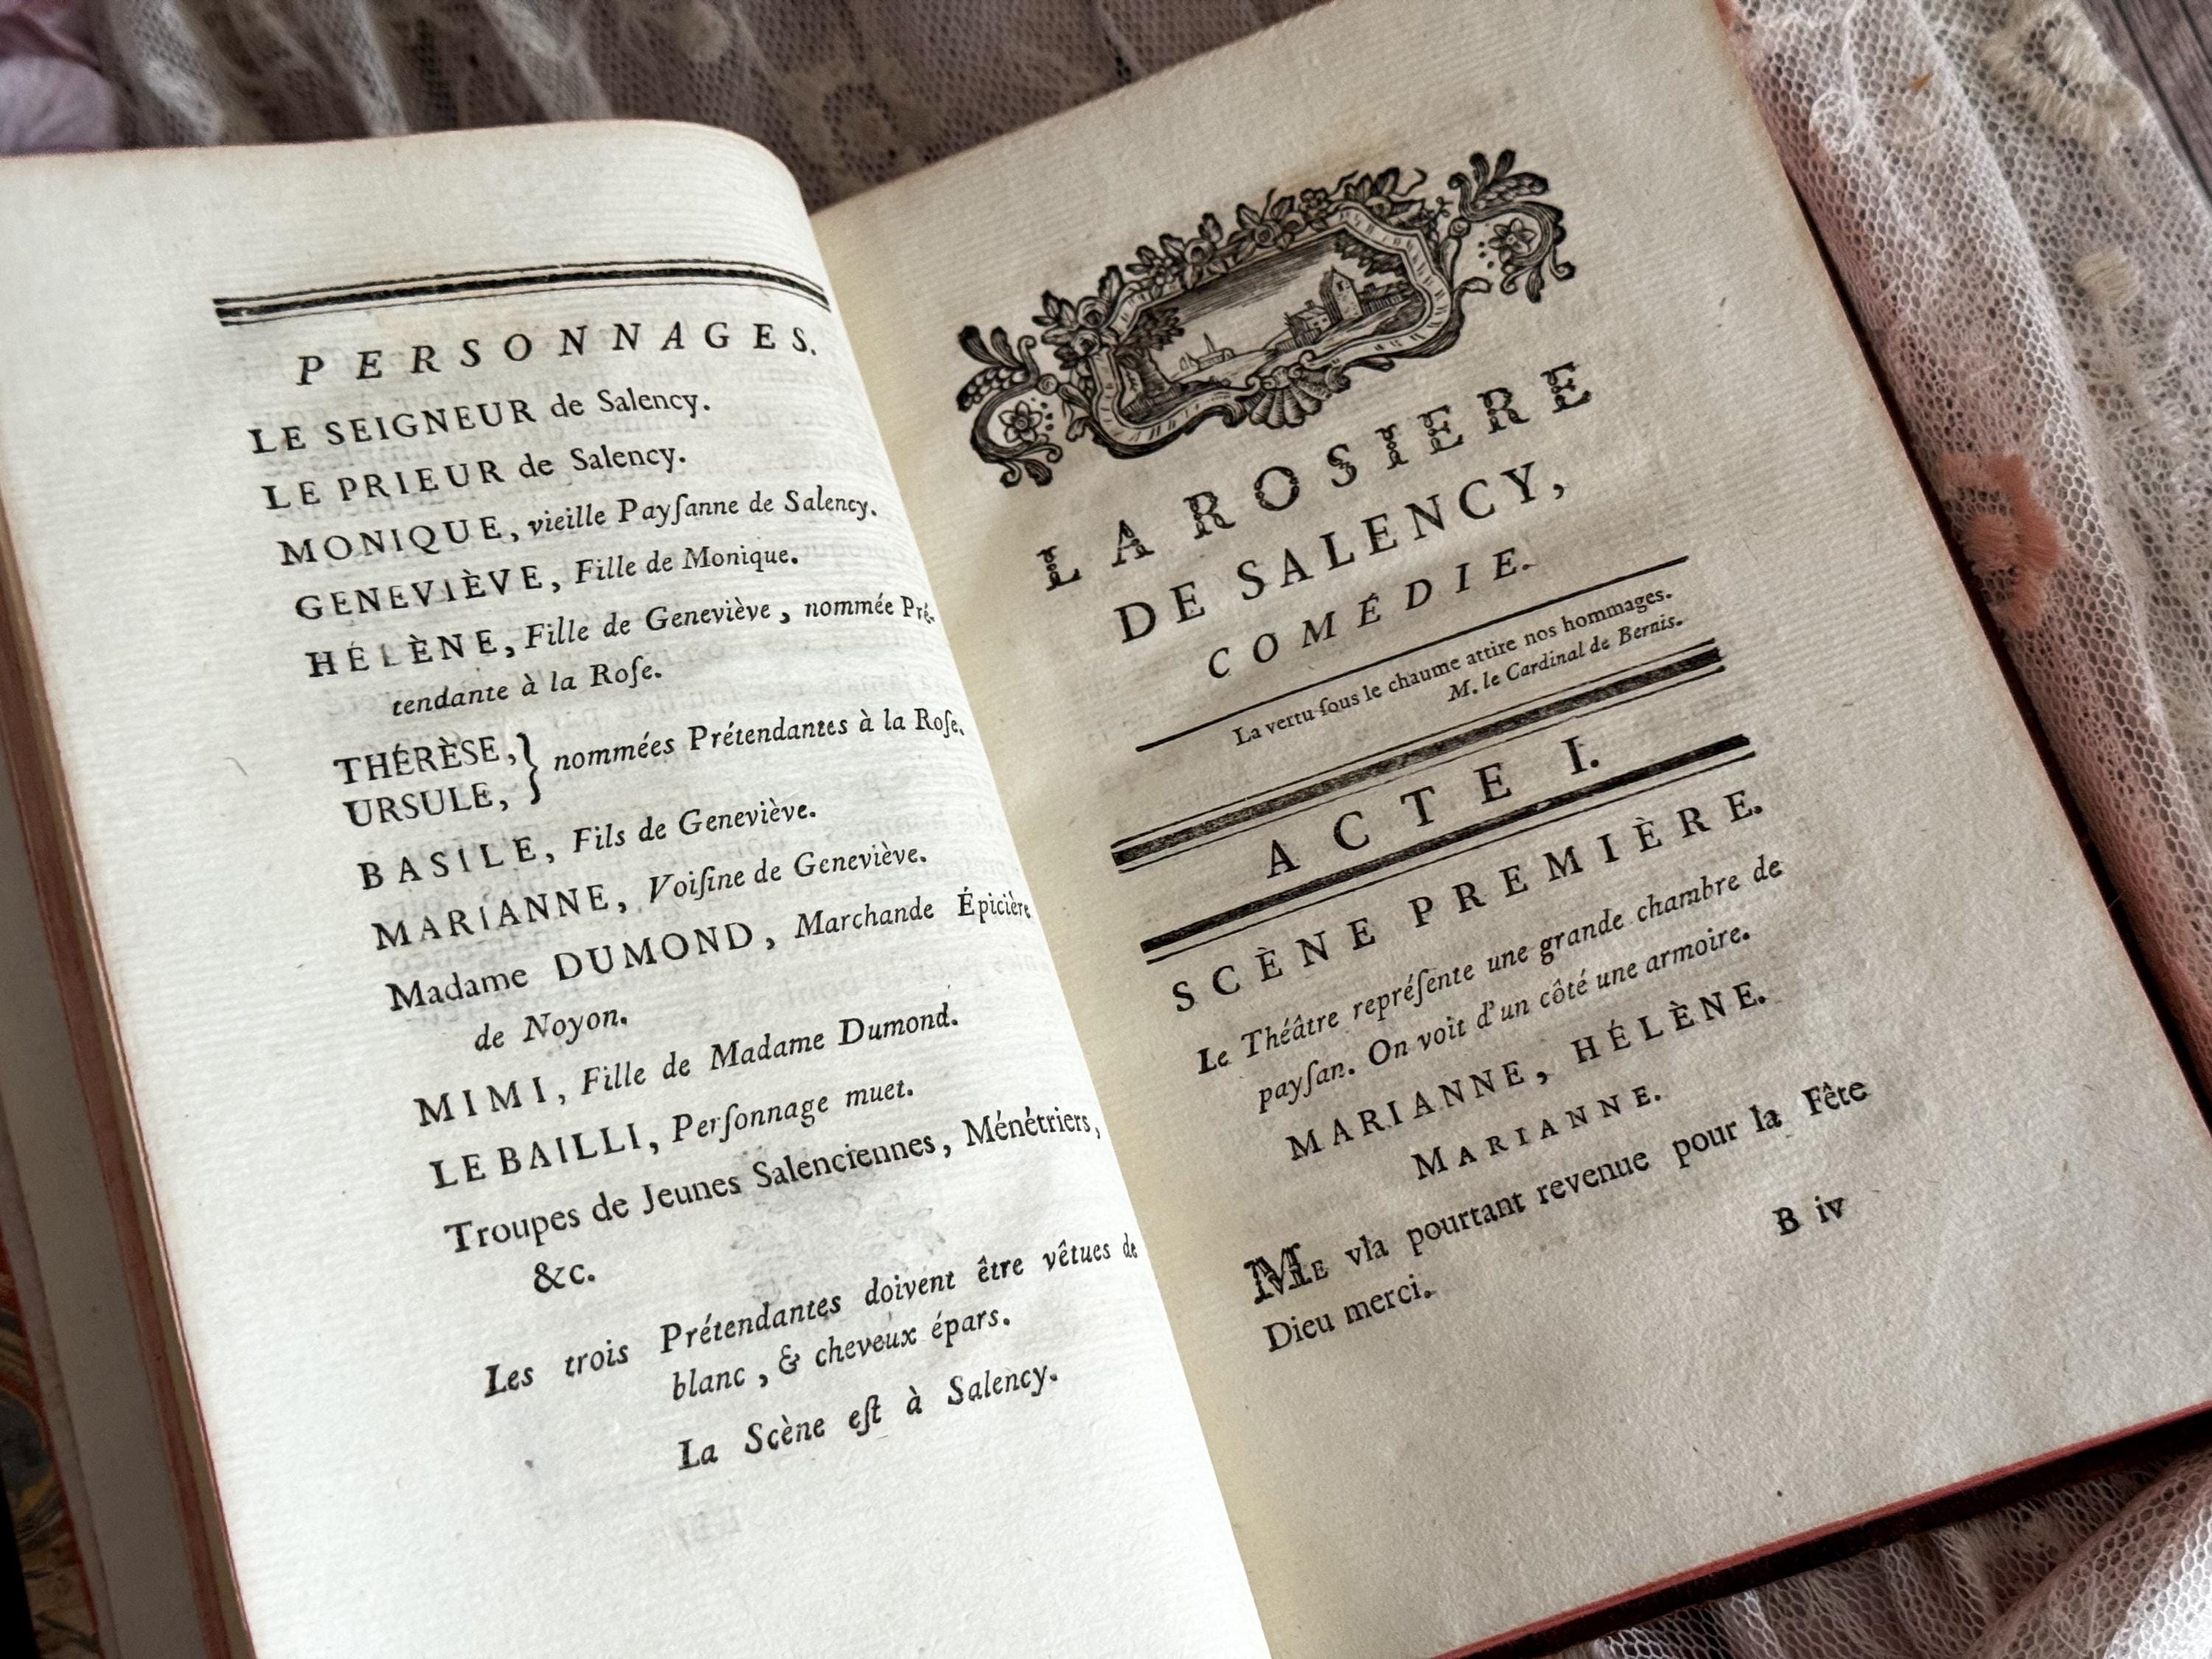 PERSONNAGES.
LE SEIGNEUR de Salency.
LE PRIEUR de Salency.
MONIQUE, vieille Payſanne de Salency.
GENEVIÈVE, Fille de Monique.
HÉLÈNE, Fille de Geneviève, nommée Pré-
tendante à la Roſe.
THÉRÈSE, } nommées Prétendantes à la Roſe.
URSULE,
BASILE, Fils de Geneviève.
MARIANNE, Voiſine de Geneviève.
Madame DUMOND, Marchande Épicière
de Noyon.
MIMI, Fille de Madame Dumond.
LE BAILLI, Perſonnage muet.
Troupes de Jeunes Salenciennes, Ménétriers,
&c.
Les trois Prétendantes doivent être vêtues de
blanc, & cheveux épars.
La Scène eſt à Salency.
LA ROSIERE
DE SALENCY,
COMÉDIE.
La vertu ſous le chaume attire nos hommages.
M. le Cardinal de Bernis.
ACTE I.
SCÈNE PREMIÈRE.
Le Théâtre repréſente une grande chambre de
payſan. On voit d'un côté une armoire.
MARIANNE, HÉLÈNE.
MARIANNE.
ME vla pourtant revenue pour la Fête
Dieu merci.
B iv